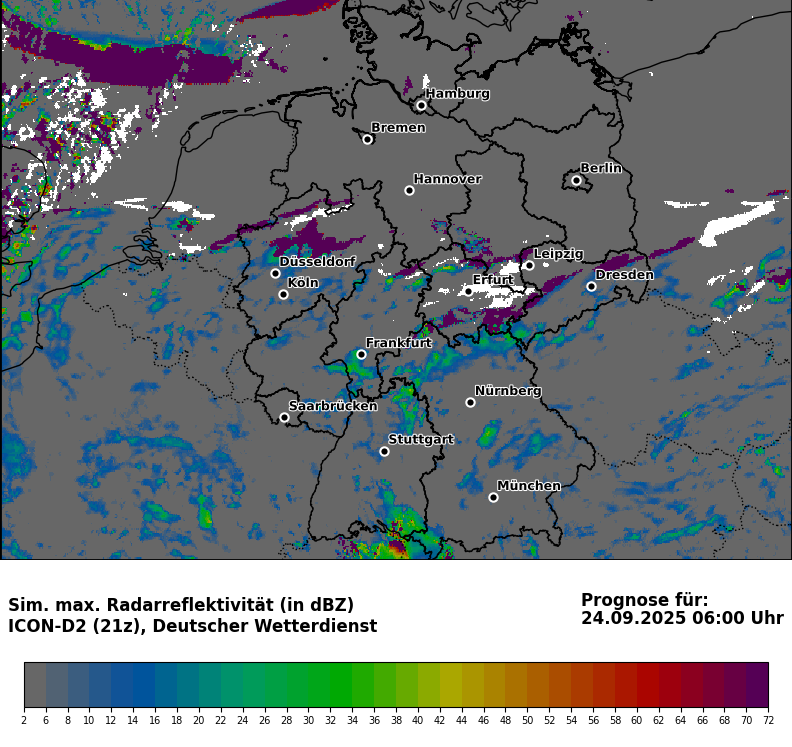 Hamburg
Bremen
Berlin
Hannover
Leipzig
Düsseldorf
Dresden
Köln
Erfurt
Frankfurt
Nürnberg
Saarbrücken
Stuttgart
München
Sim. max. Radarreflektivität (in dBZ)
ICON-D2 (21z), Deutscher Wetterdienst
Prognose für:
24.09.2025 06:00 Uhr
2 6 8 10 12 14 16 18 20 22 24 26 28 30 32 34 36 38 40 42 44 46 48 50 52 54 56 58 60 62 64 66 68 70 72